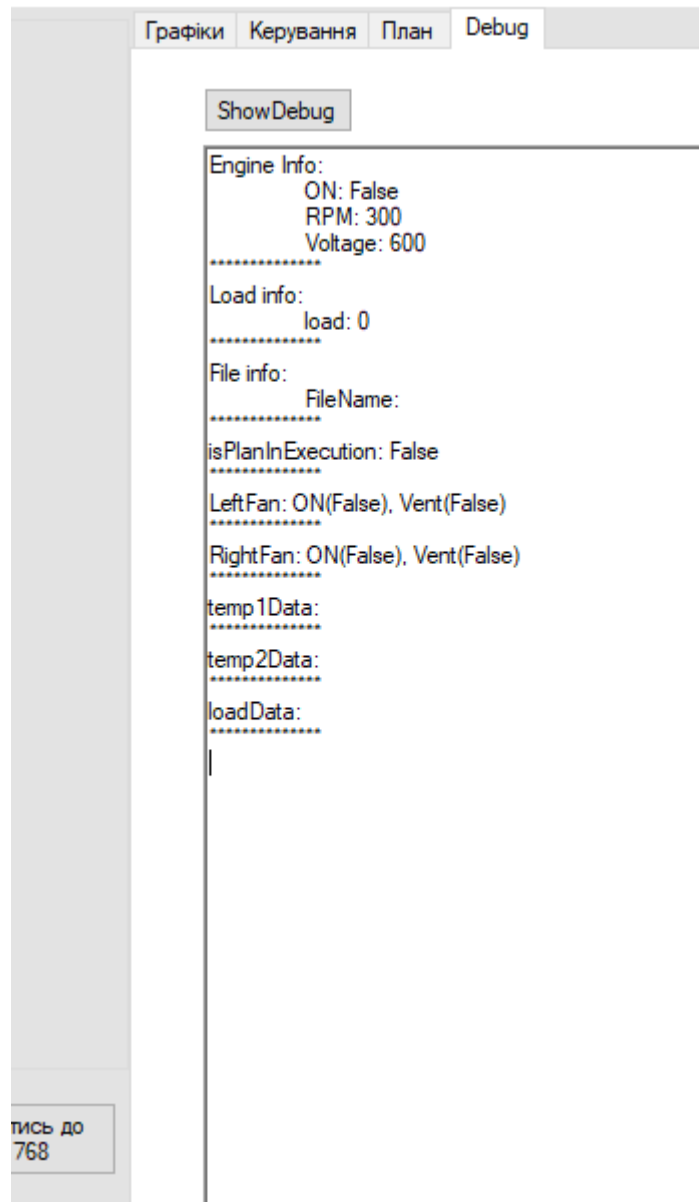 Графіки Керування План Debug
ShowDebug
Engine Info:
ON: False
RPM: 300
Voltage: 600
**************
Load info:
load: 0
**************
File info:
FileName:
**************
isPlanInExecution: False
**************
LeftFan: ON(False), Vent(False)
**************
RightFan: ON(False), Vent(False)
**************
temp1Data:
**************
temp2Data:
**************
loadData:
**************
тись до
768